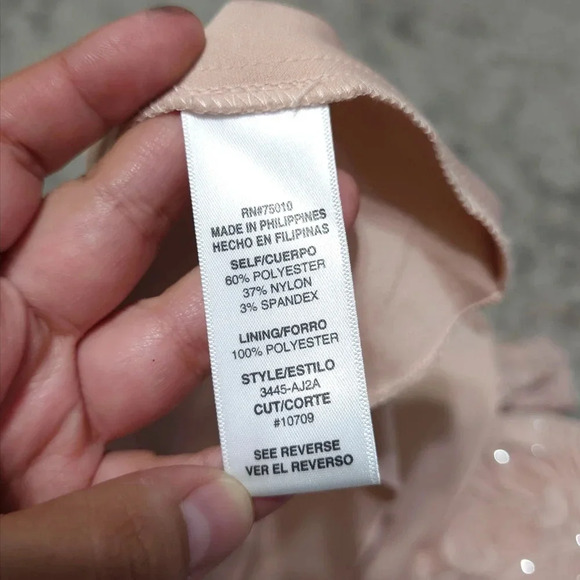 RN#75010
MADE IN PHILIPPINES
HECHO EN FILIPINAS
SELF/CUERPO
60% POLYESTER
37% NYLON
3% SPANDEX
LINING/FORRO
100% POLYESTER
STYLE/ESTILO
3445-AJ2A
CUT/CORTE
#10709
SEE REVERSE
VER EL REVERSO